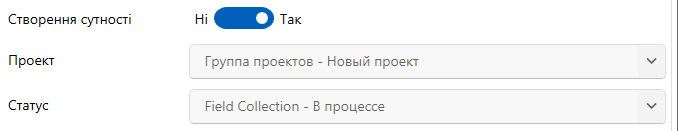 Створення сутності Ні Так
Проект Группа проектов - Новый проект
Статус Field Collection - В процессе